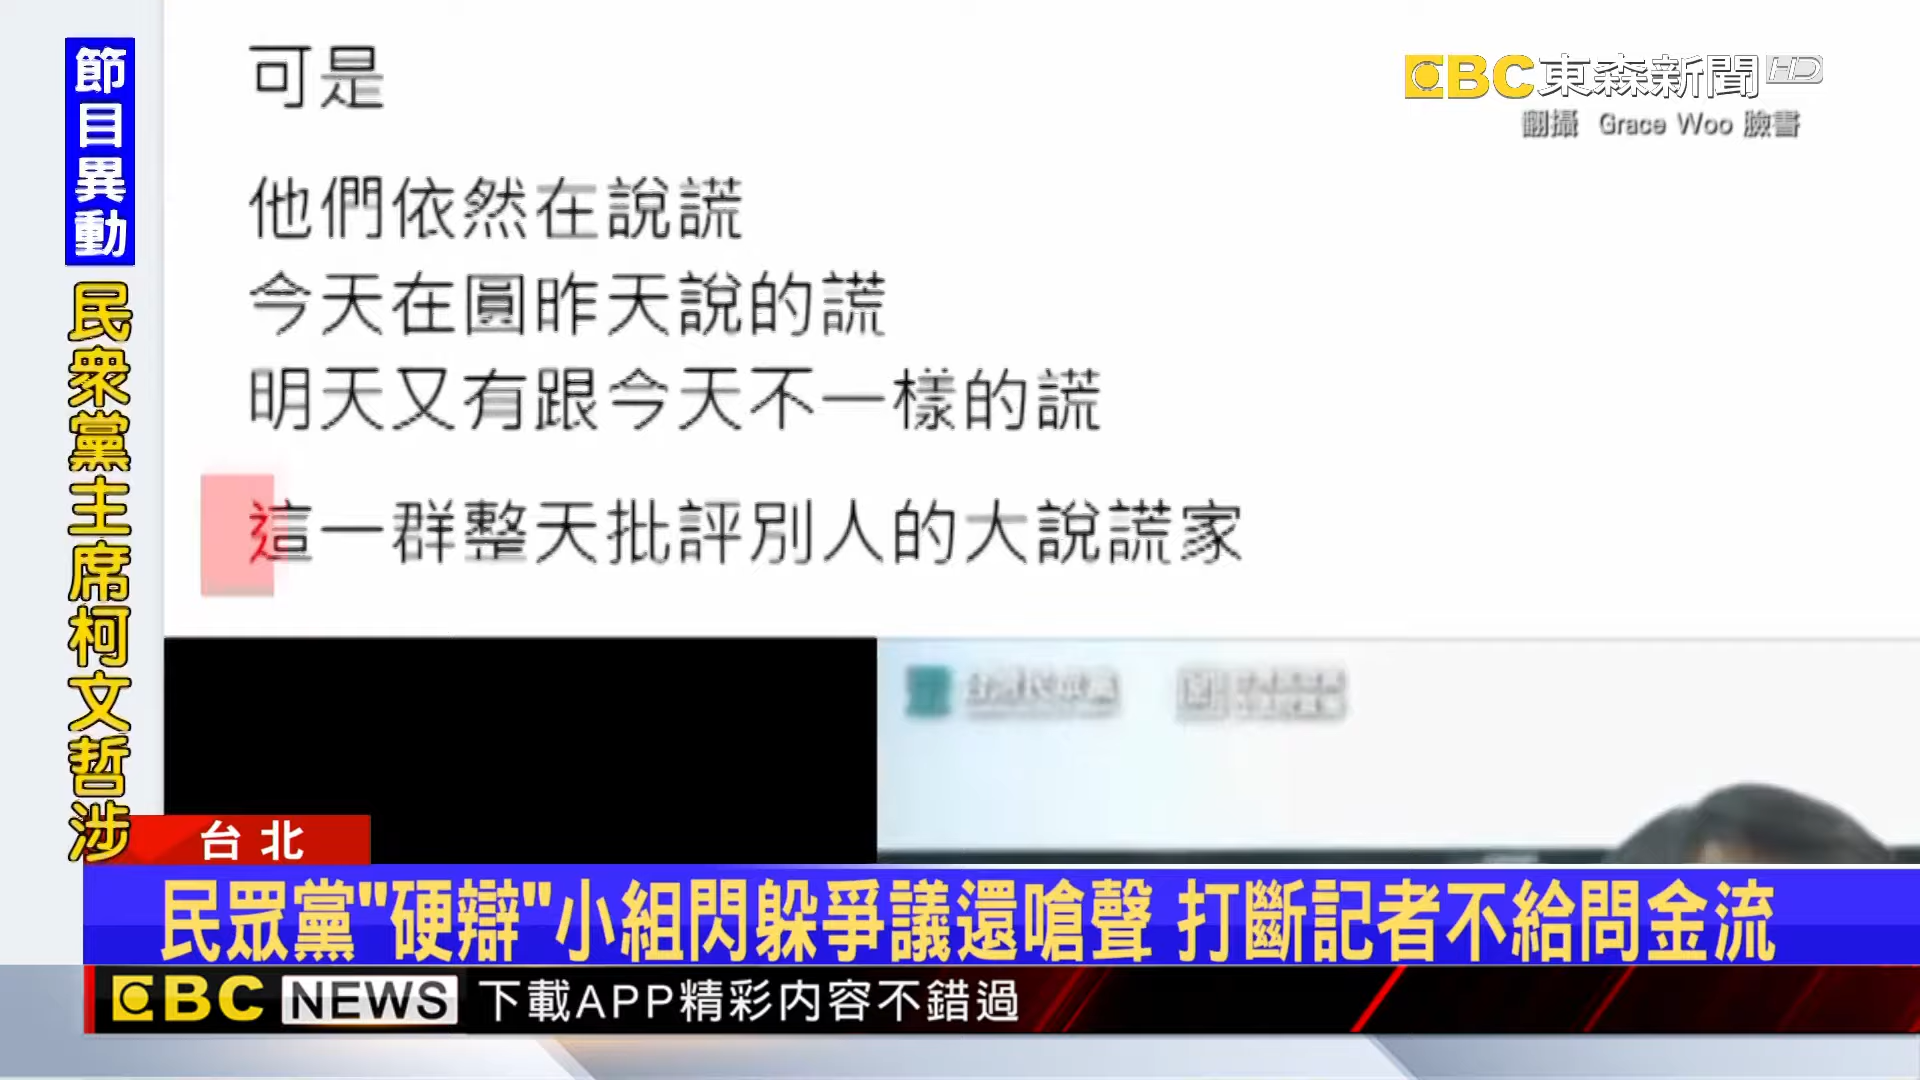 節目異動
民衆黨主席柯文哲涉
可是
他們依然在說謊
今天在圓昨天說的謊
明天又有跟今天不一樣的謊
這一群整天批評別人的大說謊家
EBC東森新聞HD
翻攝 Grace Woo 臉書
台北
民眾黨"硬辯"小組閃躲爭議還嗆聲 打斷記者不給問金流
EBC NEWS 下載APP精彩内容不錯過